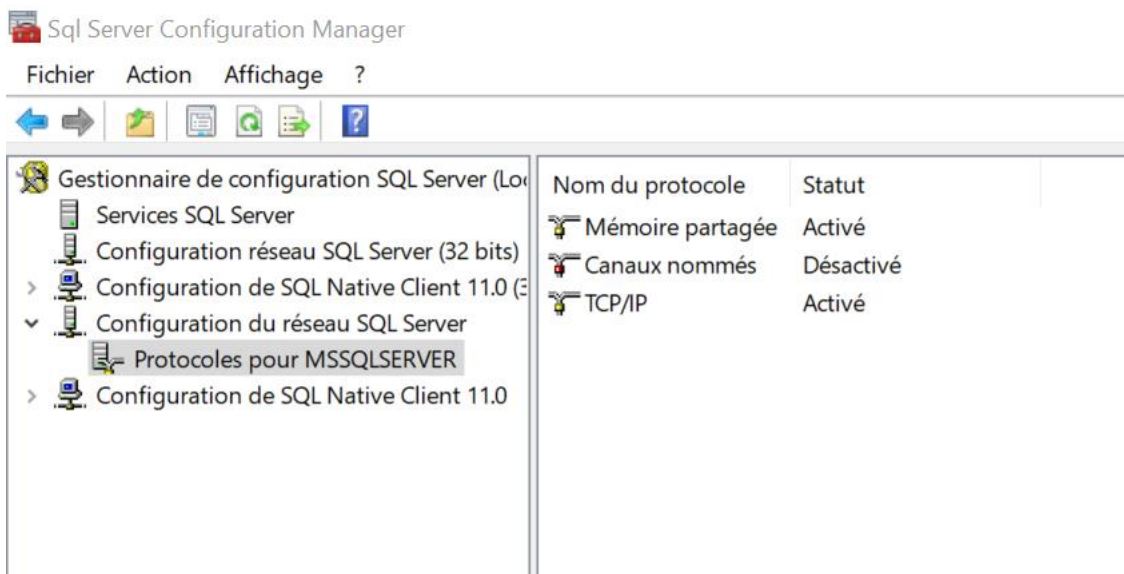 Sql Server Configuration Manager
Fichier Action Affichage ?
Gestionnaire de configuration SQL Server (Loc
Services SQL Server
Configuration réseau SQL Server (32 bits)
Configuration de SQL Native Client 11.0 (3
Configuration du réseau SQL Server
Protocoles pour MSSQLSERVER
Configuration de SQL Native Client 11.0
Nom du protocole Statut
Mémoire partagée Activé
Canaux nommés Désactivé
TCP/IP Activé